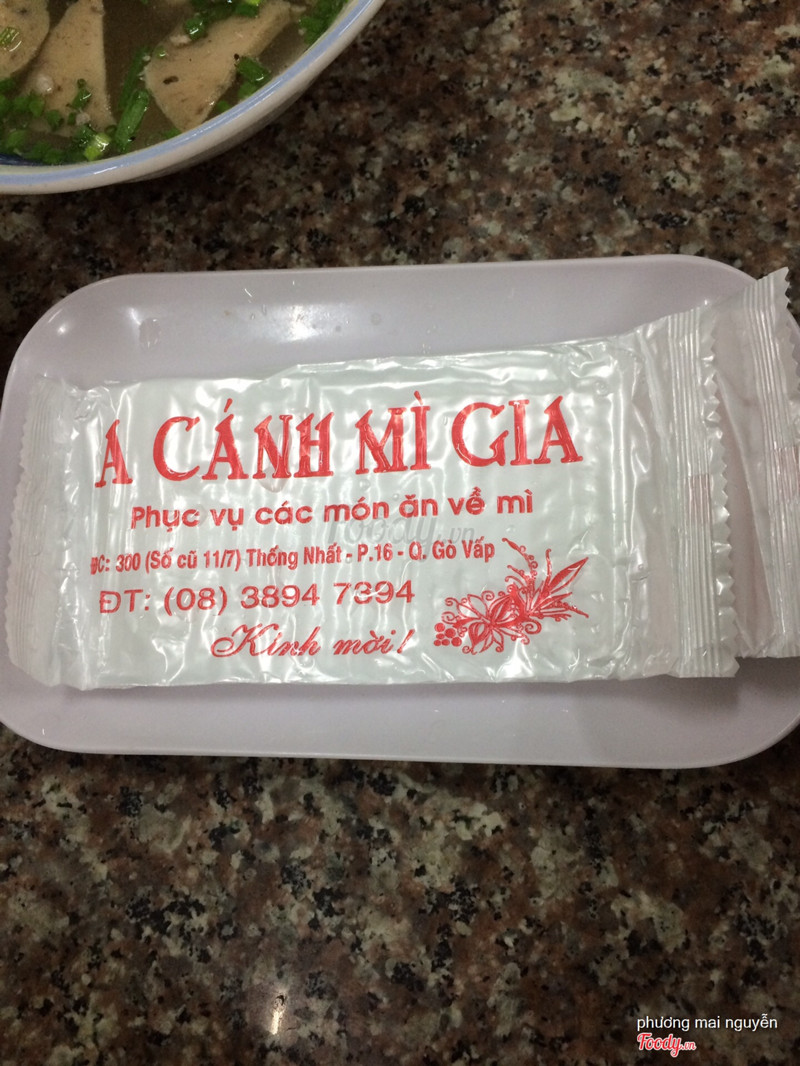 A CÁNH MÌ GIA
Phục vụ các món ăn về mì
ĐC: 300 (Số cũ 11/7) Thống Nhất - P.16 - Q. Gò Vấp
ĐT: (08) 3894 7394
Kính mời!
phương mai nguyễn
Foody.vn